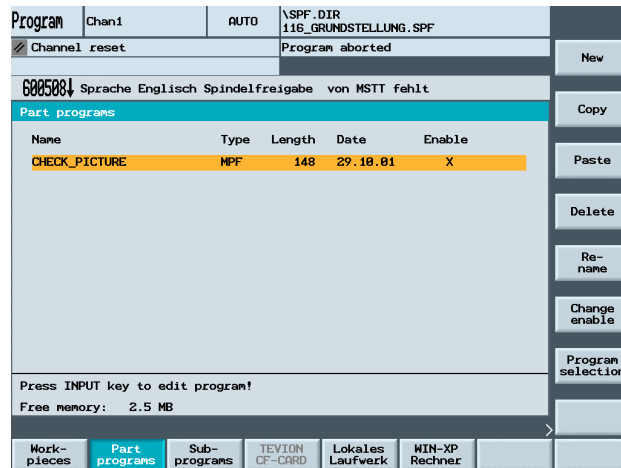 Program
Chan1
AUTO
\SPF.DIR
116_GRUNDSTELLUNG.SPF
Channel reset
Program aborted
600508↓ Sprache Englisch Spindelfreigabe von MSTT fehlt
Part programs
Name Type Length Date Enable
CHECK_PICTURE MPF 148 29.10.01 X
Press INPUT key to edit program!
Free memory: 2.5 MB
New
Copy
Paste
Delete
Re-
name
Change
enable
Program
selection
>
Work-
pieces
Part
programs
Sub-
programs
TEVION
CF-CARD
Lokales
Laufwerk
WIN-XP
Rechner